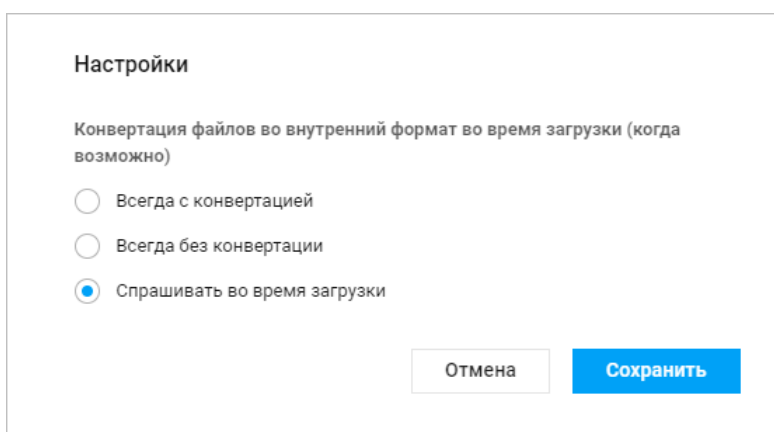 Настройки
Конвертация файлов во внутренний формат во время загрузки (когда
возможно)
Всегда с конвертацией
Всегда без конвертации
Спрашивать во время загрузки
Отмена Сохранить